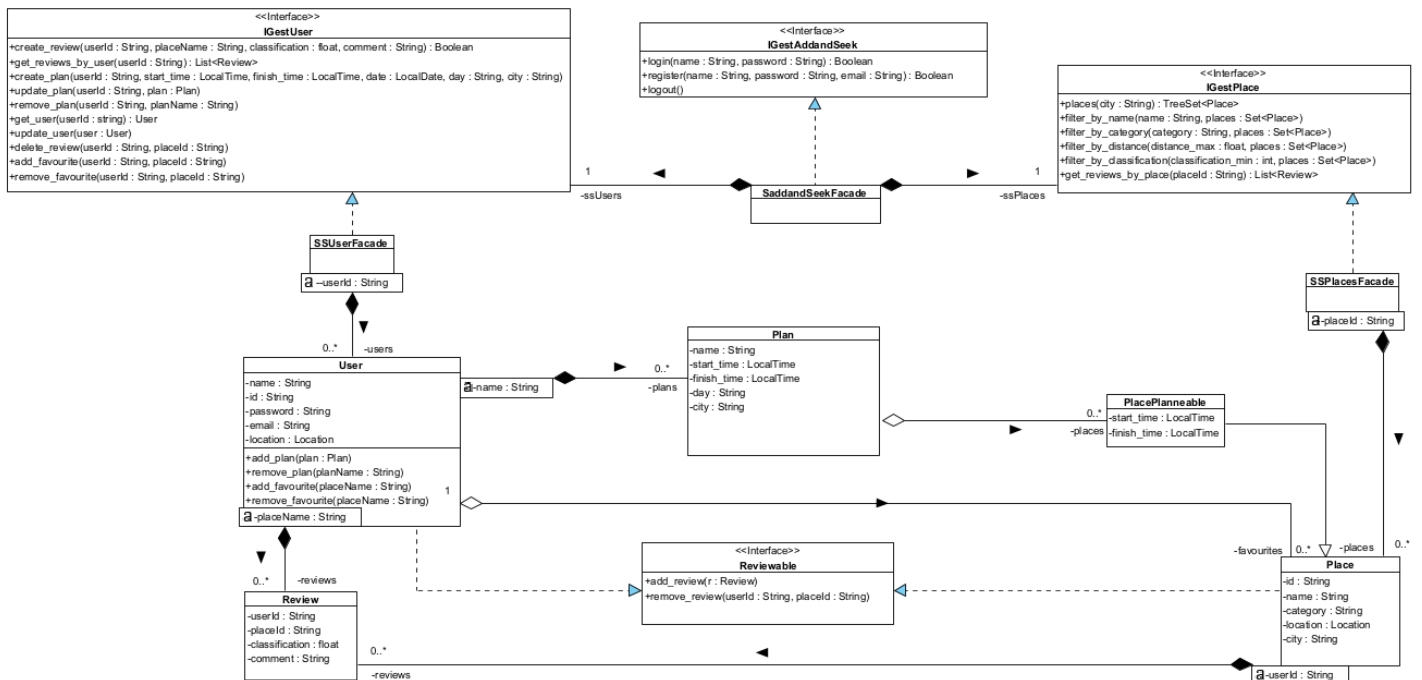 <<Interface>>
IGestUser
+create_review(userId : String, placeName : String, classification : float, comment : String) : Boolean
+get_reviews_by_user(userId : String) : List<Review>
+create_plan(userId : String, start_time : LocalTime, finish_time : LocalTime, date : LocalDate, day : String, city : String)
+update_plan(userId : String, plan : Plan)
+remove_plan(userId : String, planName : String)
+get_user(userId : string) : User
+update_user(user : User)
+delete_review(userId : String, placeId : String)
+add_favourite(userId : String, placeId : String)
+remove_favourite(userId : String, placeId : String)
<<Interface>>
IGestAddandSeek
+login(name : String, password : String) : Boolean
+register(name : String, password : String, email : String) : Boolean
+logout()
<<Interface>>
IGestPlace
+places(city : String) : TreeSet<Place>
+filter_by_name(name : String, places : Set<Place>)
+filter_by_category(category : String, places : Set<Place>)
+filter_by_distance(distance_max : float, places : Set<Place>)
+filter_by_classification(classification_min : int, places : Set<Place>)
+get_reviews_by_place(placeId : String) : List<Review>
1
-ssUsers
SaddandSeekFacade
1
-ssPlaces
SSUserFacade
a --userId : String
SSPlacesFacade
a -placeId : String
0..*
-users
User
-name : String
-id : String
-password : String
-email : String
-location : Location
+add_plan(plan : Plan)
+remove_plan(planName : String)
+add_favourite(placeName : String)
+remove_favourite(placeName : String)
1
a -placeName : String
a -name : String
0..*
-plans
Plan
-name : String
-start_time : LocalTime
-finish_time : LocalTime
-day : String
-city : String
0..*
-places
PlacePlanneable
-start_time : LocalTime
-finish_time : LocalTime
-favourites
0..*
-places
0..*
Place
-id : String
-name : String
-category : String
-location : Location
-city : String
a -userId : String
<<Interface>>
Reviewable
+add_review(r : Review)
+remove_review(userId : String, placeId : String)
0..*
-reviews
Review
-userId : String
-placeId : String
-classification : float
-comment : String
0..*
-reviews